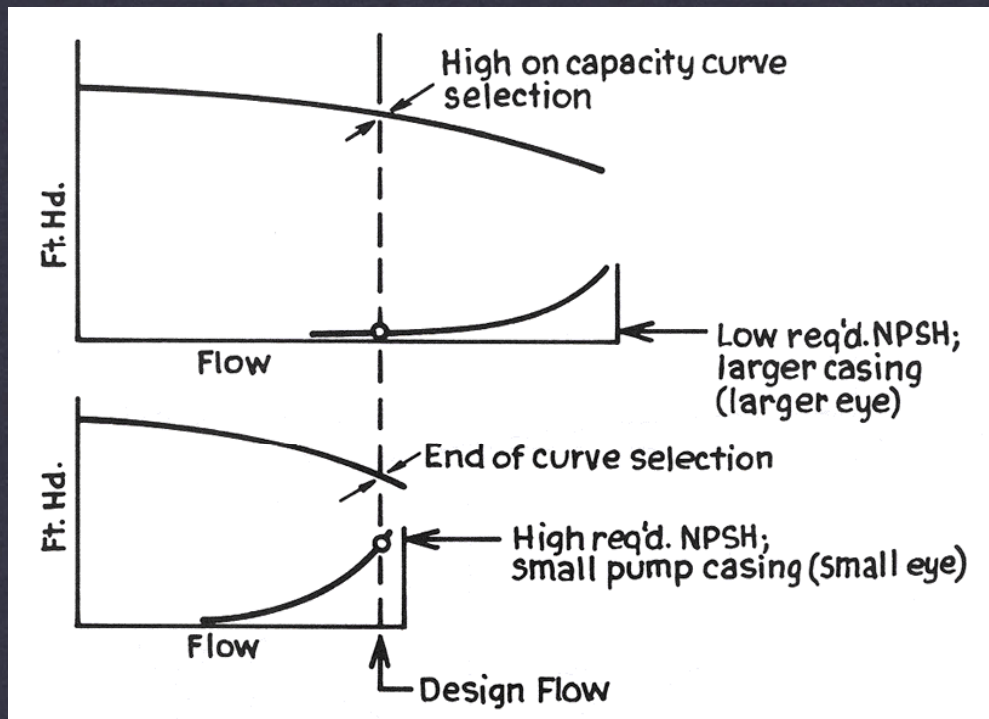 High on capacity curve
selection
Ft. Hd.
Flow
Low req'd. NPSH;
larger casing
(larger eye)
End of curve selection
Ft. Hd.
High req'd. NPSH;
small pump casing (small eye)
Flow
Design Flow